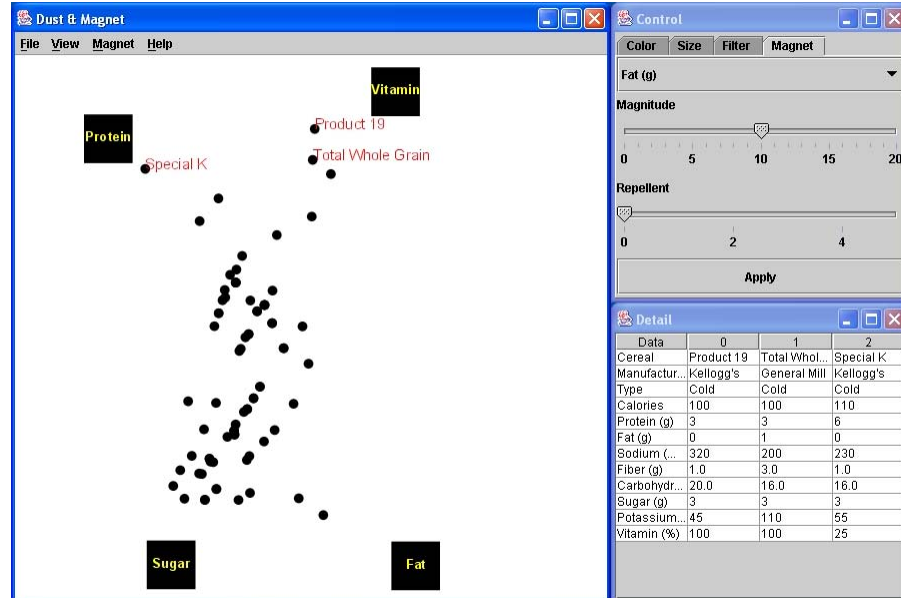 Dust & Magnet
File View Magnet Help
Vitamin
Protein
Product 19
Total Whole Grain
Special K
Sugar
Fat
Control
Color Size Filter Magnet
Fat (g)
Magnitude
0 5 10 15 20
Repellent
0 2 4
Apply
Detail
Data 0 1 2
Cereal Product 19 Total Whol... Special K
Manufactur... Kellogg's General Mill Kellogg's
Type Cold Cold Cold
Calories 100 100 110
Protein (g) 3 3 6
Fat (g) 0 1 0
Sodium (... 320 200 230
Fiber (g) 1.0 3.0 1.0
Carbohydr... 20.0 16.0 16.0
Sugar (g) 3 3 3
Potassium... 45 110 55
Vitamin (%) 100 100 25